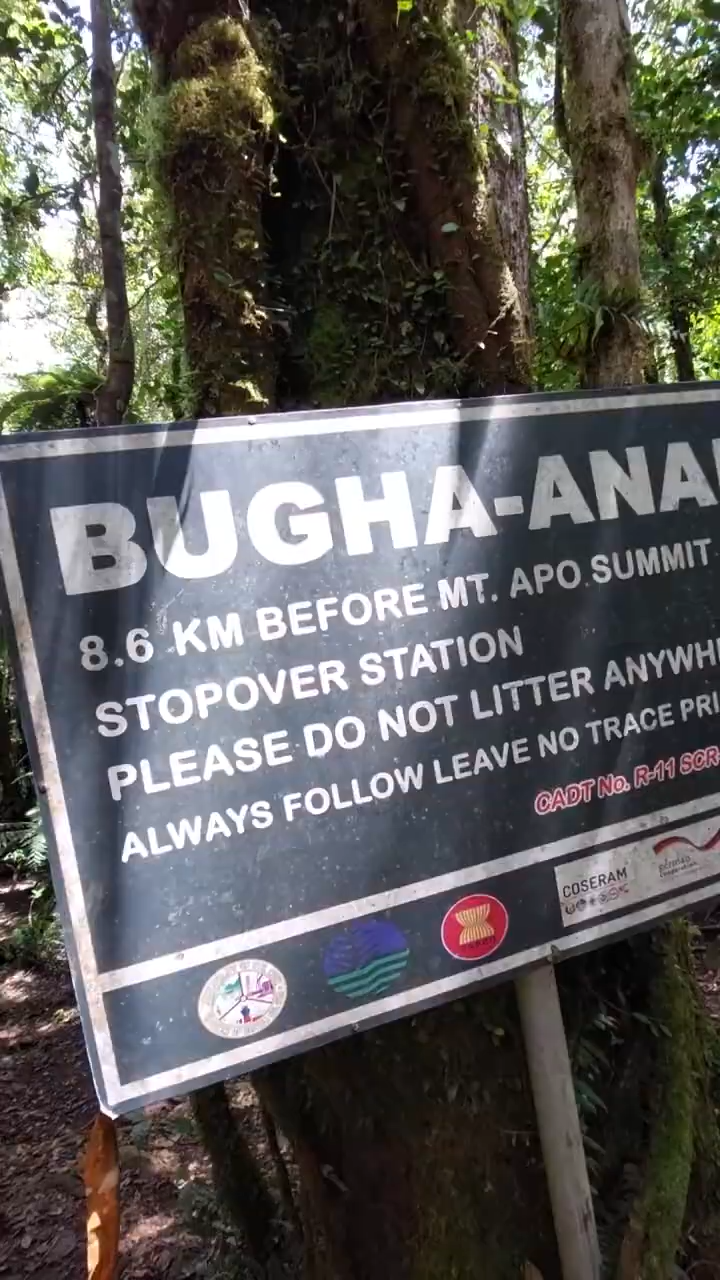 BUGHA-ANA
8.6 KM BEFORE MT. APO SUMMIT
STOPOVER STATION
PLEASE DO NOT LITTER ANYWH
ALWAYS FOLLOW LEAVE NO TRACE PRI
CADT No. R-11 SCR
COSERAM